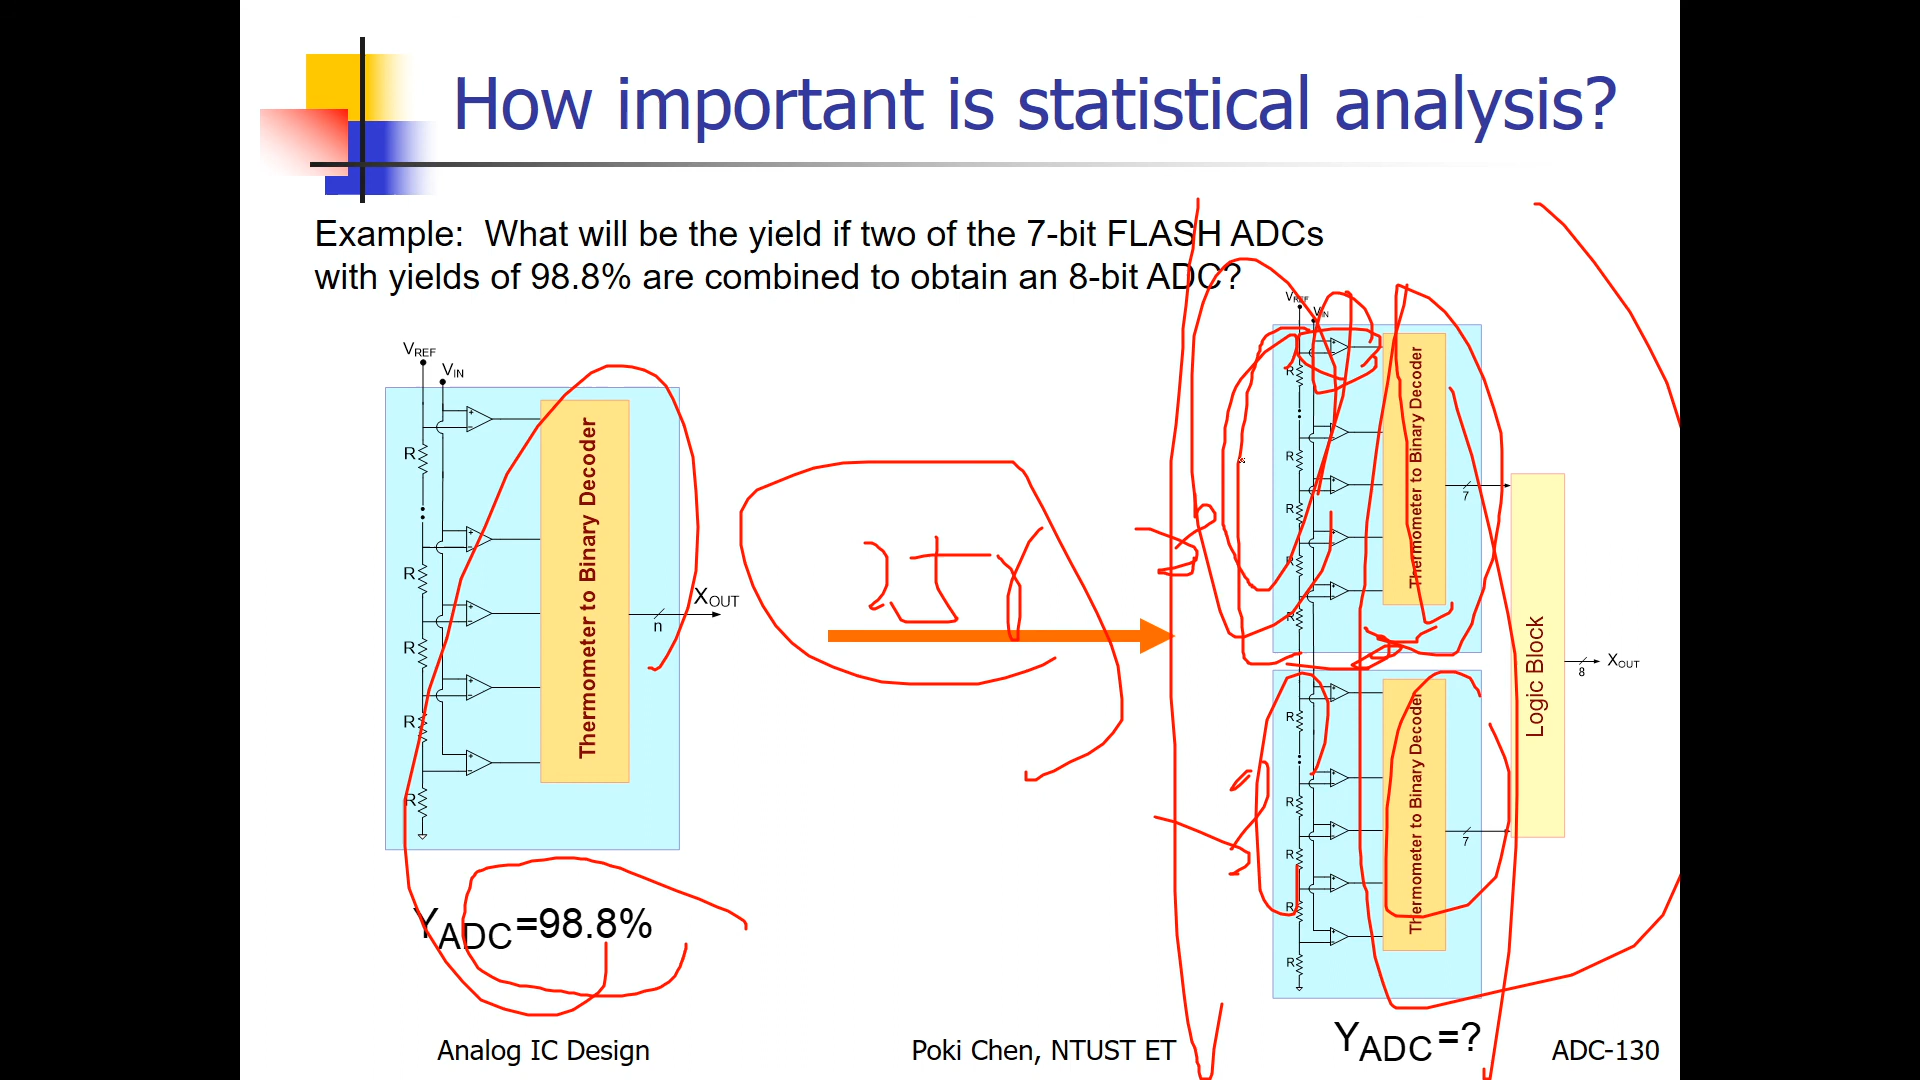 How important is statistical analysis?
Example: What will be the yield if two of the 7-bit FLASH ADCs
with yields of 98.8% are combined to obtain an 8-bit ADC?
VREF
VIN
R
R
R
R
R
Thermometer to Binary Decoder
n
XOUT
YADC=98.8%
VREF
VIN
R
R
R
R
R
Thermometer to Binary Decoder
7
R
R
R
R
R
Thermometer to Binary Decoder
7
Logic Block
8
XOUT
YADC=?
Analog IC Design
Poki Chen, NTUST ET
ADC-130